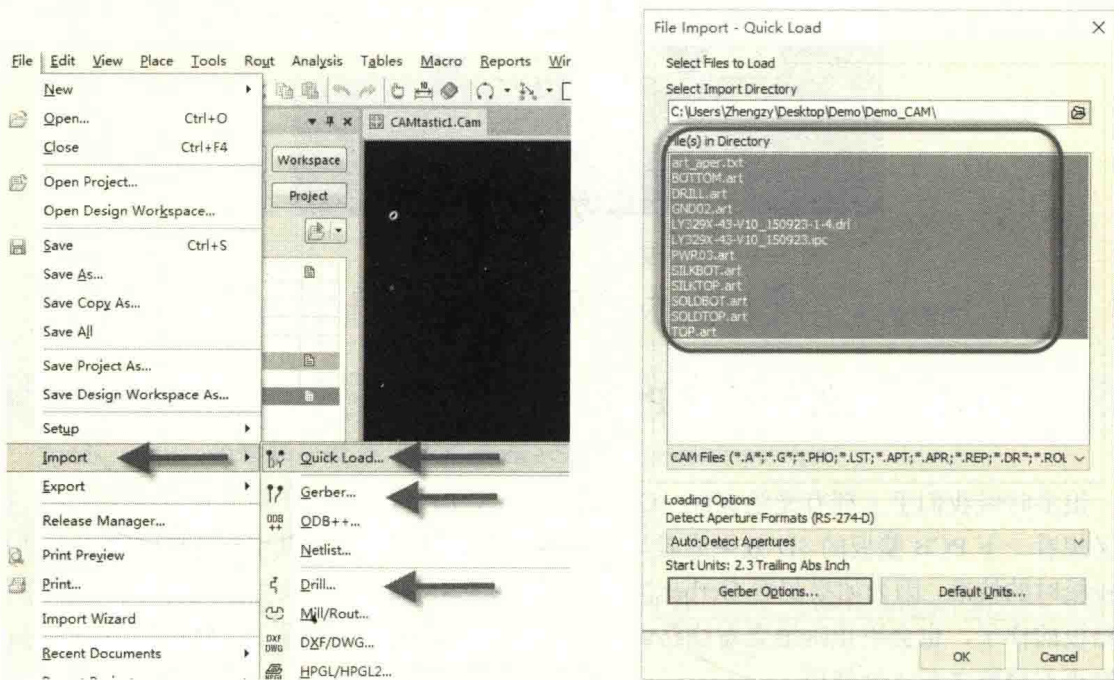 File Edit View Place Tools Rout Analysis Tables Macro Reports Wir
New
Open... Ctrl+O
Close Ctrl+F4
Open Project...
Open Design Workspace...
Save Ctrl+S
Save As...
Save Copy As...
Save All
Save Project As...
Save Design Workspace As...
Setup
Import
Export
Release Manager...
Print Preview
Print...
Import Wizard
Recent Documents
CAMtastic1.Cam
Workspace
Project
Quick Load...
Gerber...
ODB++...
Netlist...
Drill...
Mill/Rout...
DXF/DWG...
HPGL/HPGL2...
File Import - Quick Load
Select Files to Load
Select Import Directory
C:\Users\Zhengzy\Desktop\Demo\Demo_CAM\
File(s) in Directory
art_aper.txt
BOTTOM.art
DRILL.art
GND02.art
LY329X-43-V10_150923-1-4.drl
LY329X-43-V10_150923.ipc
PWR03.art
SILKBOT.art
SILKTOP.art
SOLDBOT.art
SOLDTOP.art
TOP.art
CAM Files (*.A*;*.G*;*.PHO;*.LST;*.APT;*.APR;*.REP;*.DR*;*.ROL
Loading Options
Detect Aperture Formats (RS-274-D)
Auto-Detect Apertures
Start Units: 2.3 Trailing Abs Inch
Gerber Options... Default Units...
OK Cancel